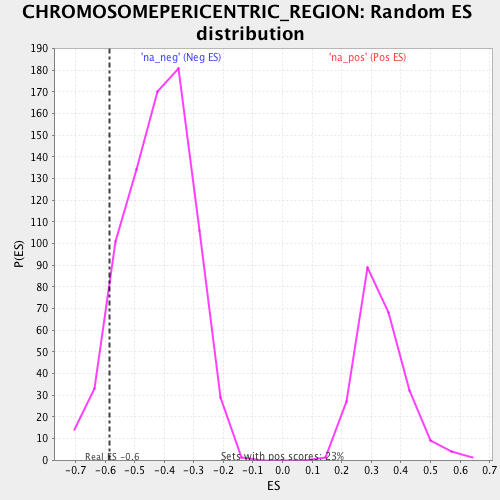 CHROMOSOMEPERICENTRIC_REGION: Random ES
distribution
'na_neg' (Neg ES)
'na_pos' (Pos ES)
P(ES)
190
180
170
160
150
140
130
120
110
100
90
80
70
60
50
40
30
20
10
0
Real ES -0.6
Sets with pos scores: 23%
-0.7 -0.6 -0.5 -0.4 -0.3 -0.2 -0.1 0.0 0.1 0.2 0.3 0.4 0.5 0.6 0.7
ES